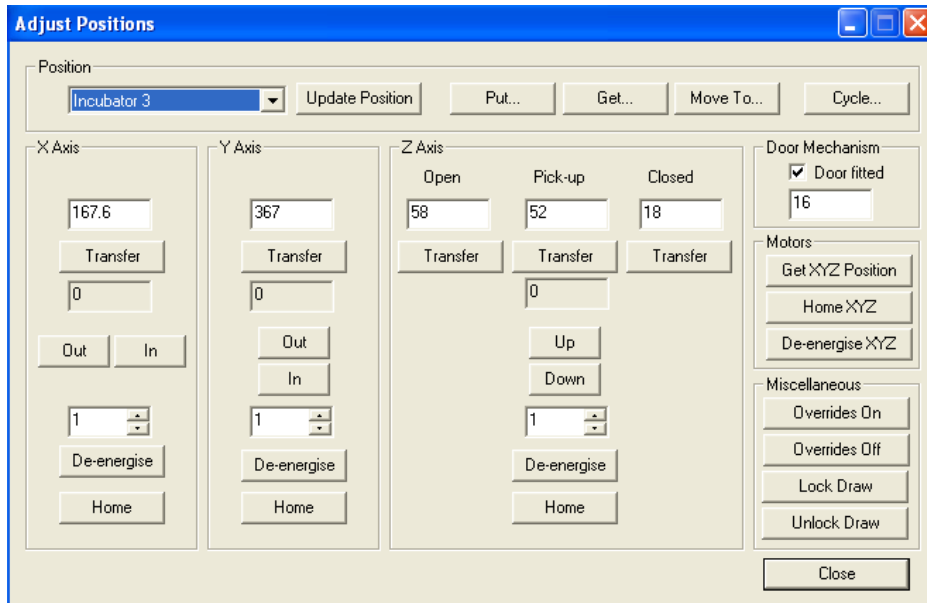 Adjust Positions
Position
Incubator 3
Update Position
Put...
Get...
Move To...
Cycle...
X Axis
167.6
Transfer
0
Out
In
1
De-energise
Home
Y Axis
367
Transfer
0
Out
In
1
De-energise
Home
Z Axis
Open
Pick-up
Closed
58
52
18
Transfer
Transfer
Transfer
0
Up
Down
1
De-energise
Home
Door Mechanism
Door fitted
16
Motors
Get XYZ Position
Home XYZ
De-energise XYZ
Miscellaneous
Overrides On
Overrides Off
Lock Draw
Unlock Draw
Close